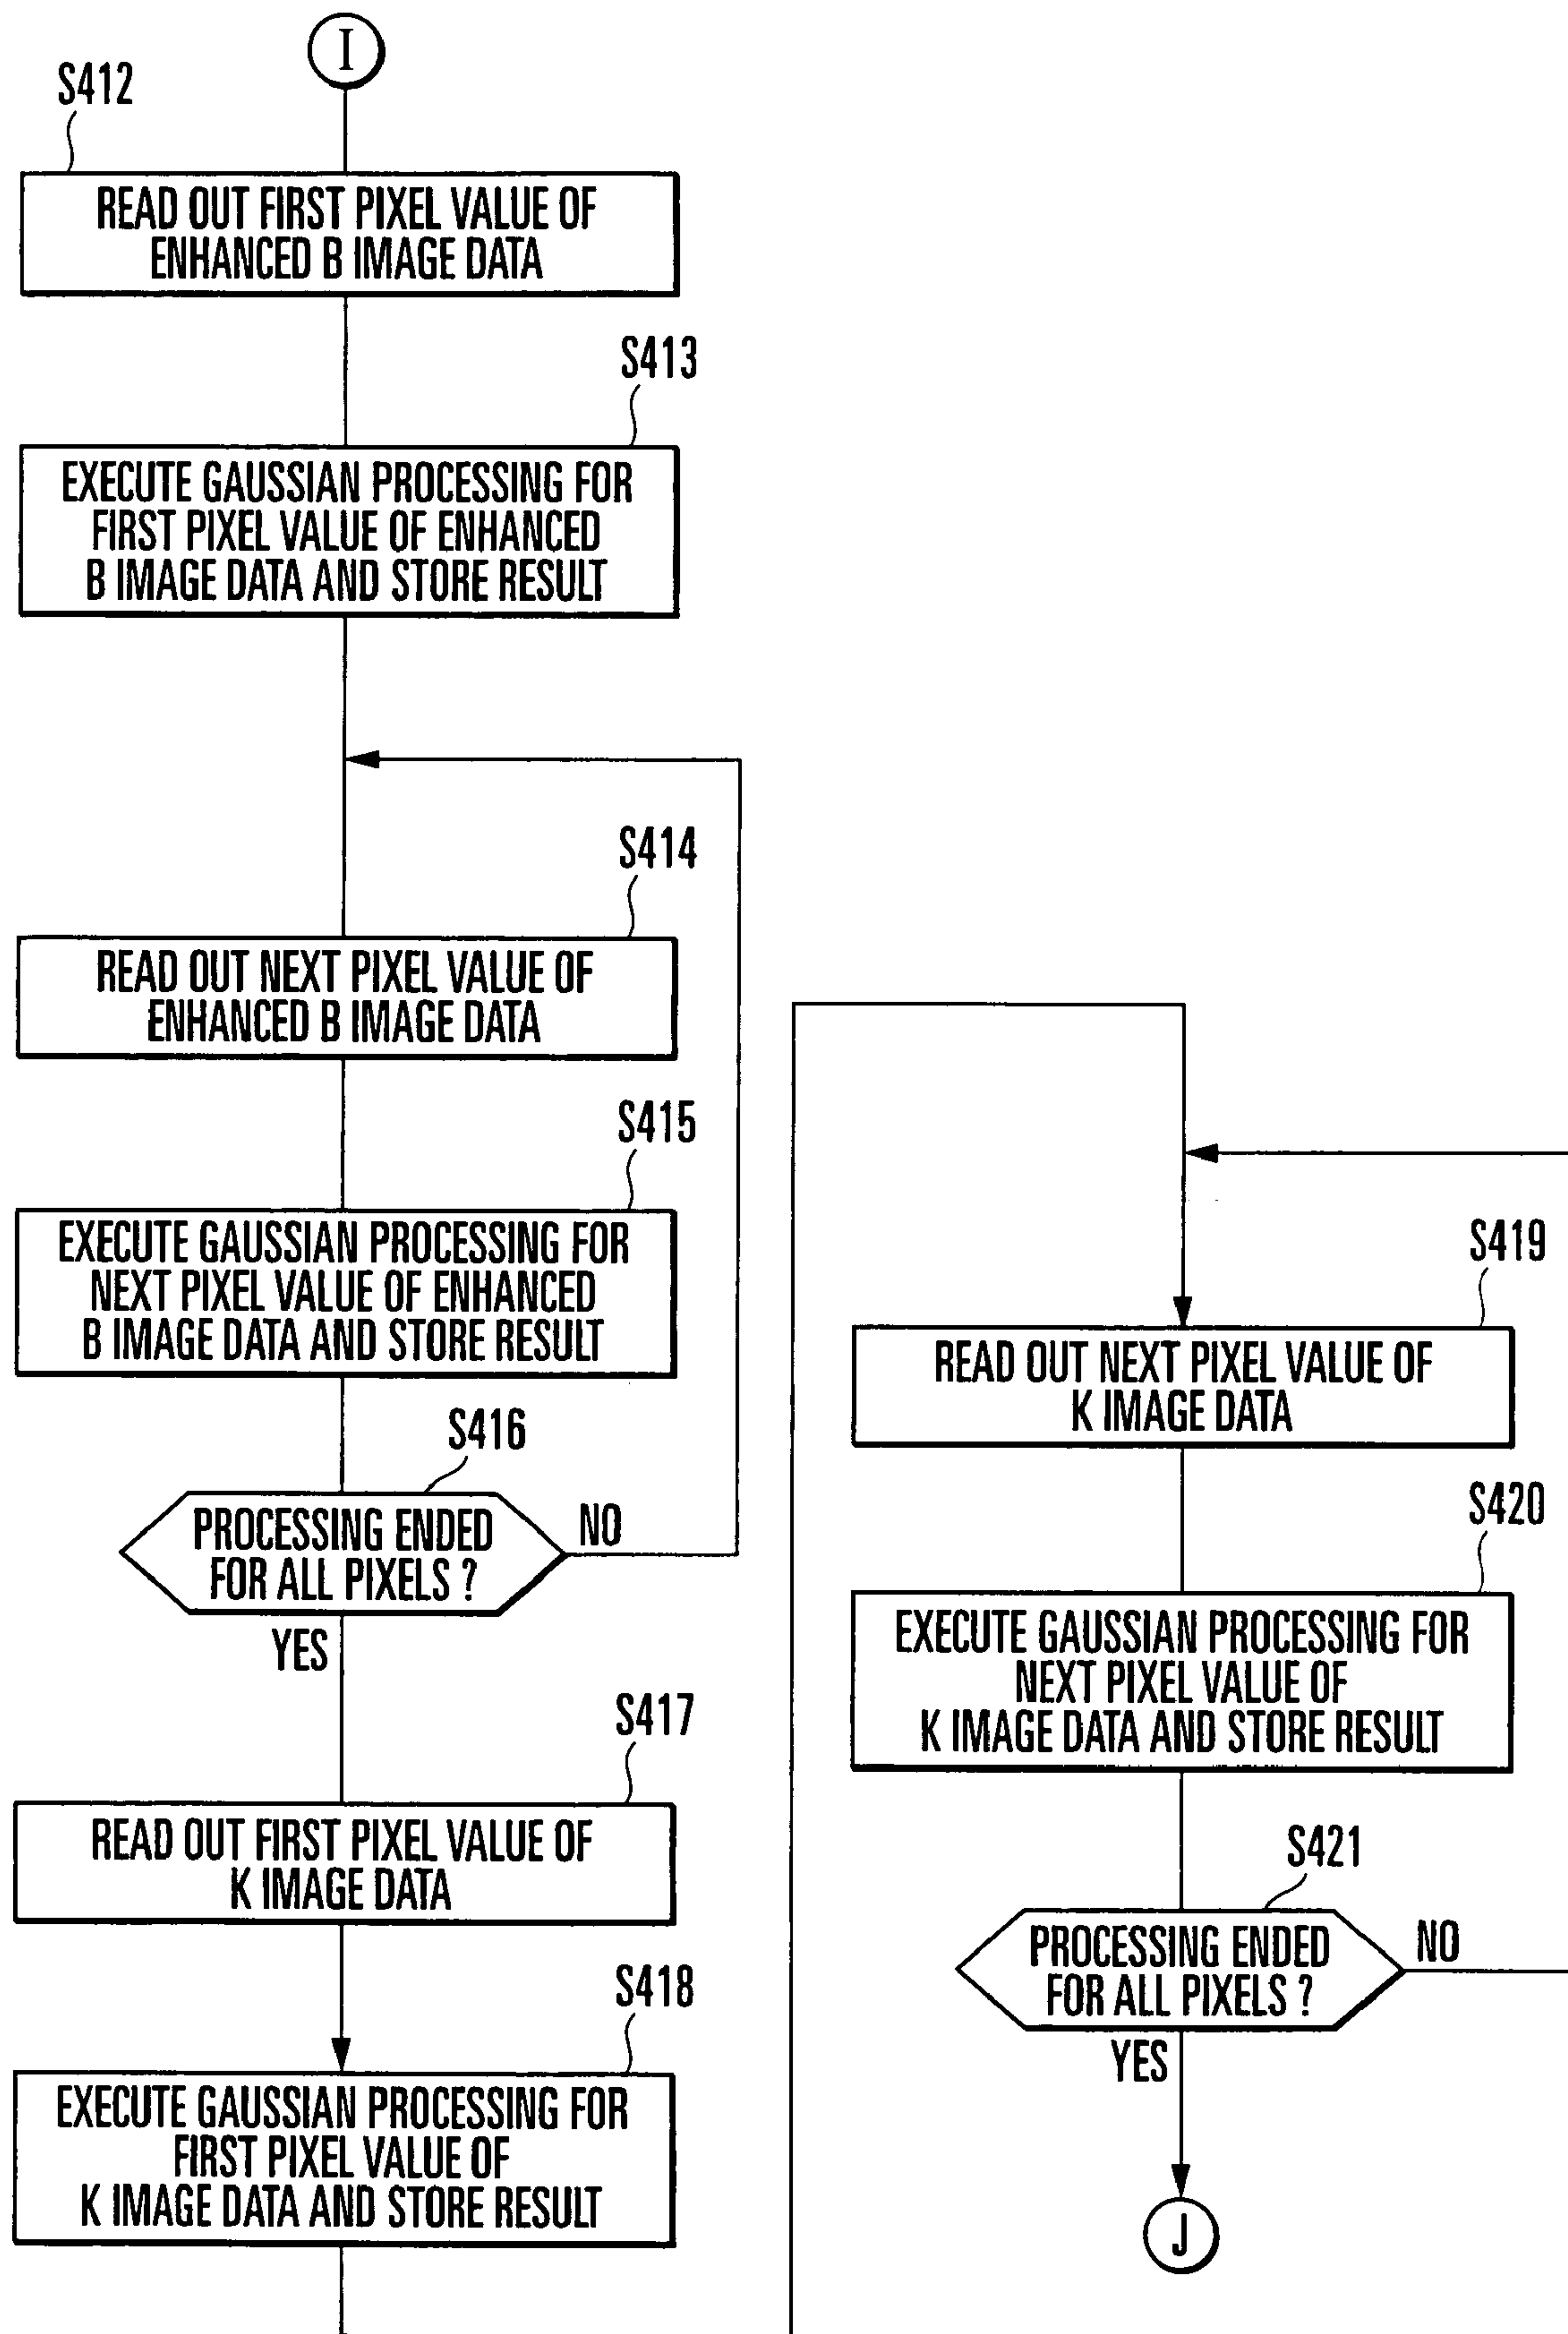 I
S412
READ OUT FIRST PIXEL VALUE OF
ENHANCED B IMAGE DATA
S413
EXECUTE GAUSSIAN PROCESSING FOR
FIRST PIXEL VALUE OF ENHANCED
B IMAGE DATA AND STORE RESULT
S414
READ OUT NEXT PIXEL VALUE OF
ENHANCED B IMAGE DATA
S415
EXECUTE GAUSSIAN PROCESSING FOR
NEXT PIXEL VALUE OF ENHANCED
B IMAGE DATA AND STORE RESULT
S416
PROCESSING ENDED
FOR ALL PIXELS ?
NO
YES
S417
READ OUT FIRST PIXEL VALUE OF
K IMAGE DATA
S418
EXECUTE GAUSSIAN PROCESSING FOR
FIRST PIXEL VALUE OF
K IMAGE DATA AND STORE RESULT
S419
READ OUT NEXT PIXEL VALUE OF
K IMAGE DATA
S420
EXECUTE GAUSSIAN PROCESSING FOR
NEXT PIXEL VALUE OF
K IMAGE DATA AND STORE RESULT
S421
PROCESSING ENDED
FOR ALL PIXELS ?
NO
YES
J